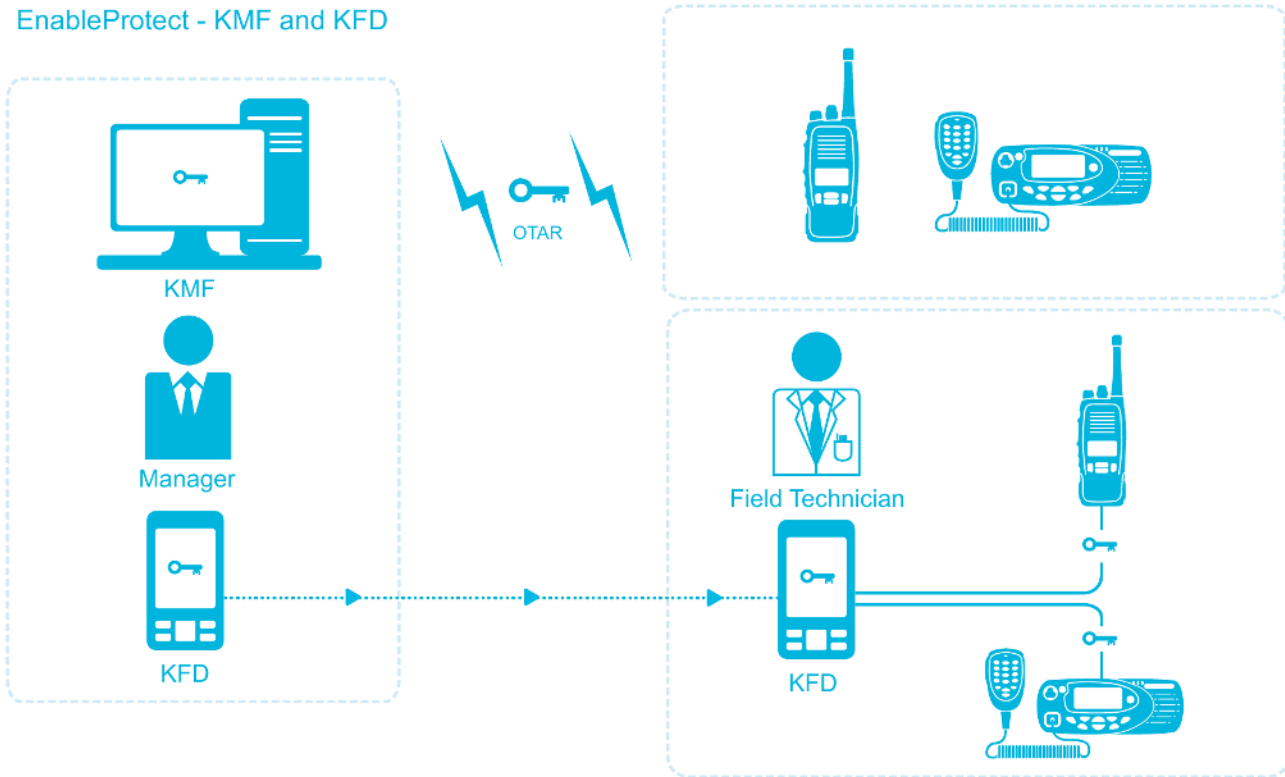 EnableProtect - KMF and KFD
KMF
OTAR
Manager
Field Technician
KFD
KFD